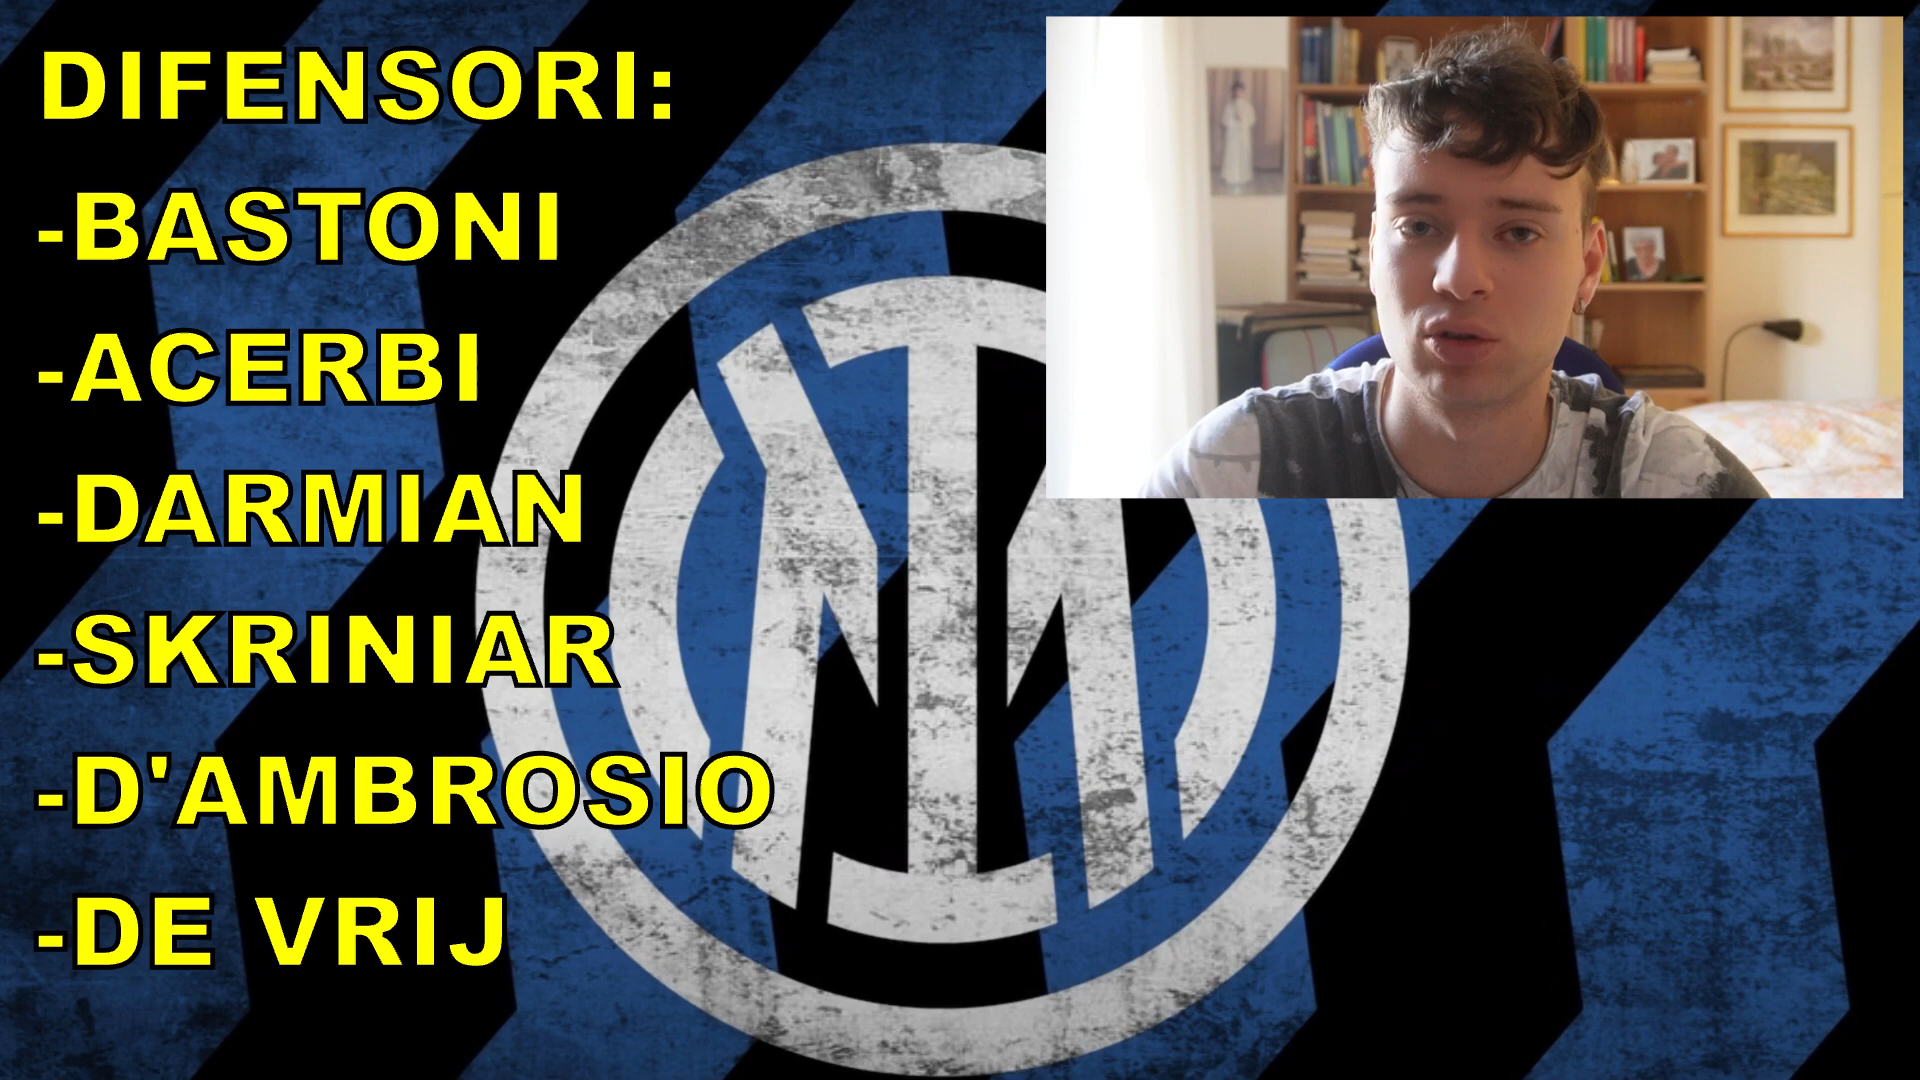 DIFENSORI:
-BASTONI
-ACERBI
-DARMIAN
-SKRINIAR
-D'AMBROSIO
-DE VRIJ